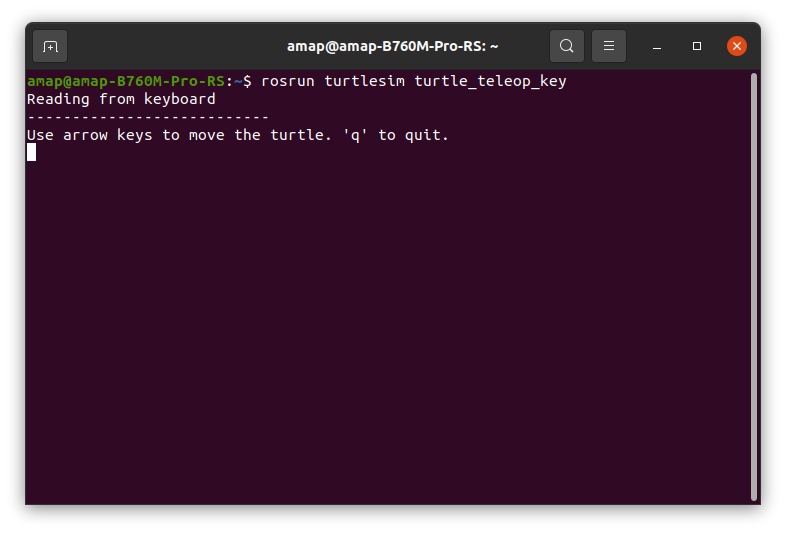 amap@amap-B760M-Pro-RS: ~
amap@amap-B760M-Pro-RS:~$ rosrun turtlesim turtle_teleop_key
Reading from keyboard
---------------------------
Use arrow keys to move the turtle. 'q' to quit.